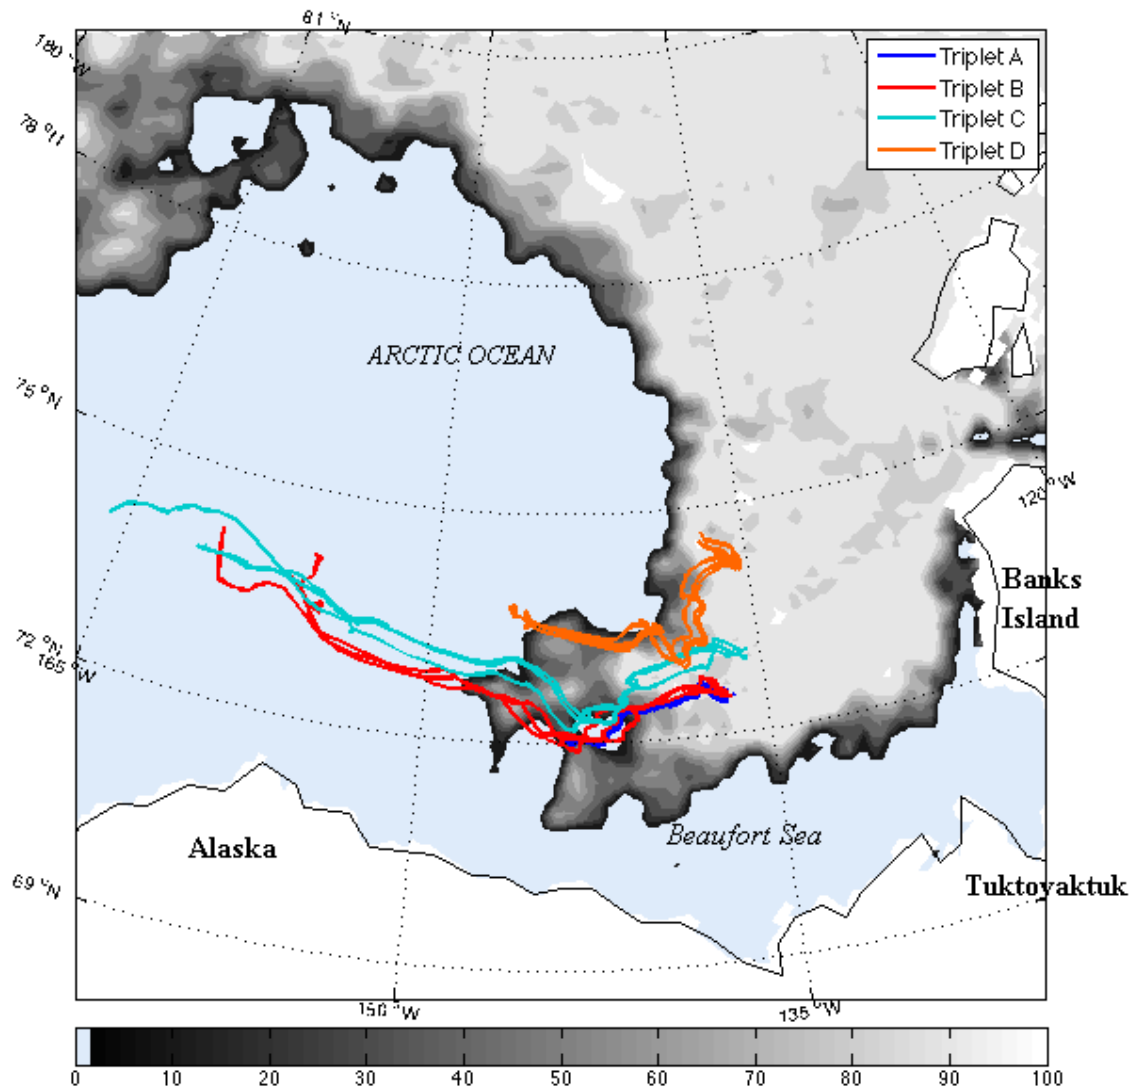 81 °N
180 °W
Triplet A
Triplet B
Triplet C
Triplet D
78 °N
ARCTIC OCEAN
75 °N
120 °W
Banks
Island
72 °N
165 °W
Beaufort Sea
Alaska
69 °N
Tuktoyaktuk
150 °W
135 °W
0 10 20 30 40 50 60 70 80 90 100